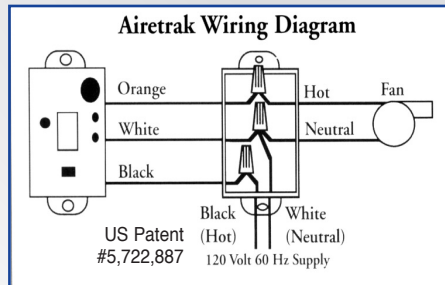 Airetrak Wiring Diagram
Orange
Hot
Fan
White
Neutral
Black
Black
(Hot)
White
(Neutral)
US Patent
#5,722,887
120 Volt 60 Hz Supply